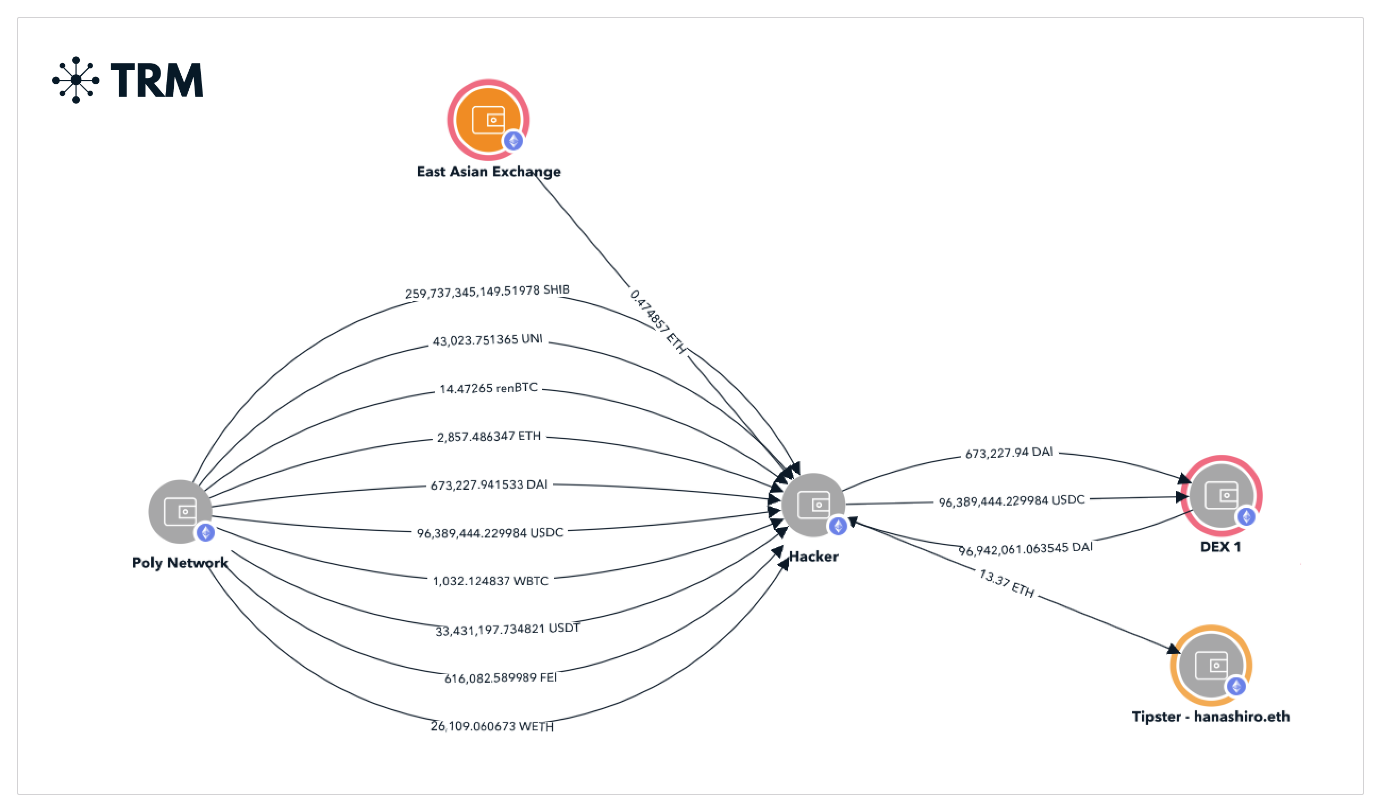 TRM
East Asian Exchange
0.474857 ETH
259,737,345,149.51978 SHIB
43,023.751365 UNI
14.47265 renBTC
2,857.486347 ETH
673,227.941533 DAI
96,389,444.229984 USDC
1,032.124837 WBTC
33,431,197.734821 USDT
616,082.589989 FEI
26,109.060673 WETH
Poly Network
Hacker
673,227.94 DAI
96,389,444.229984 USDC
96,942,061.063545 DAI
13.37 ETH
DEX 1
Tipster - hanashiro.eth